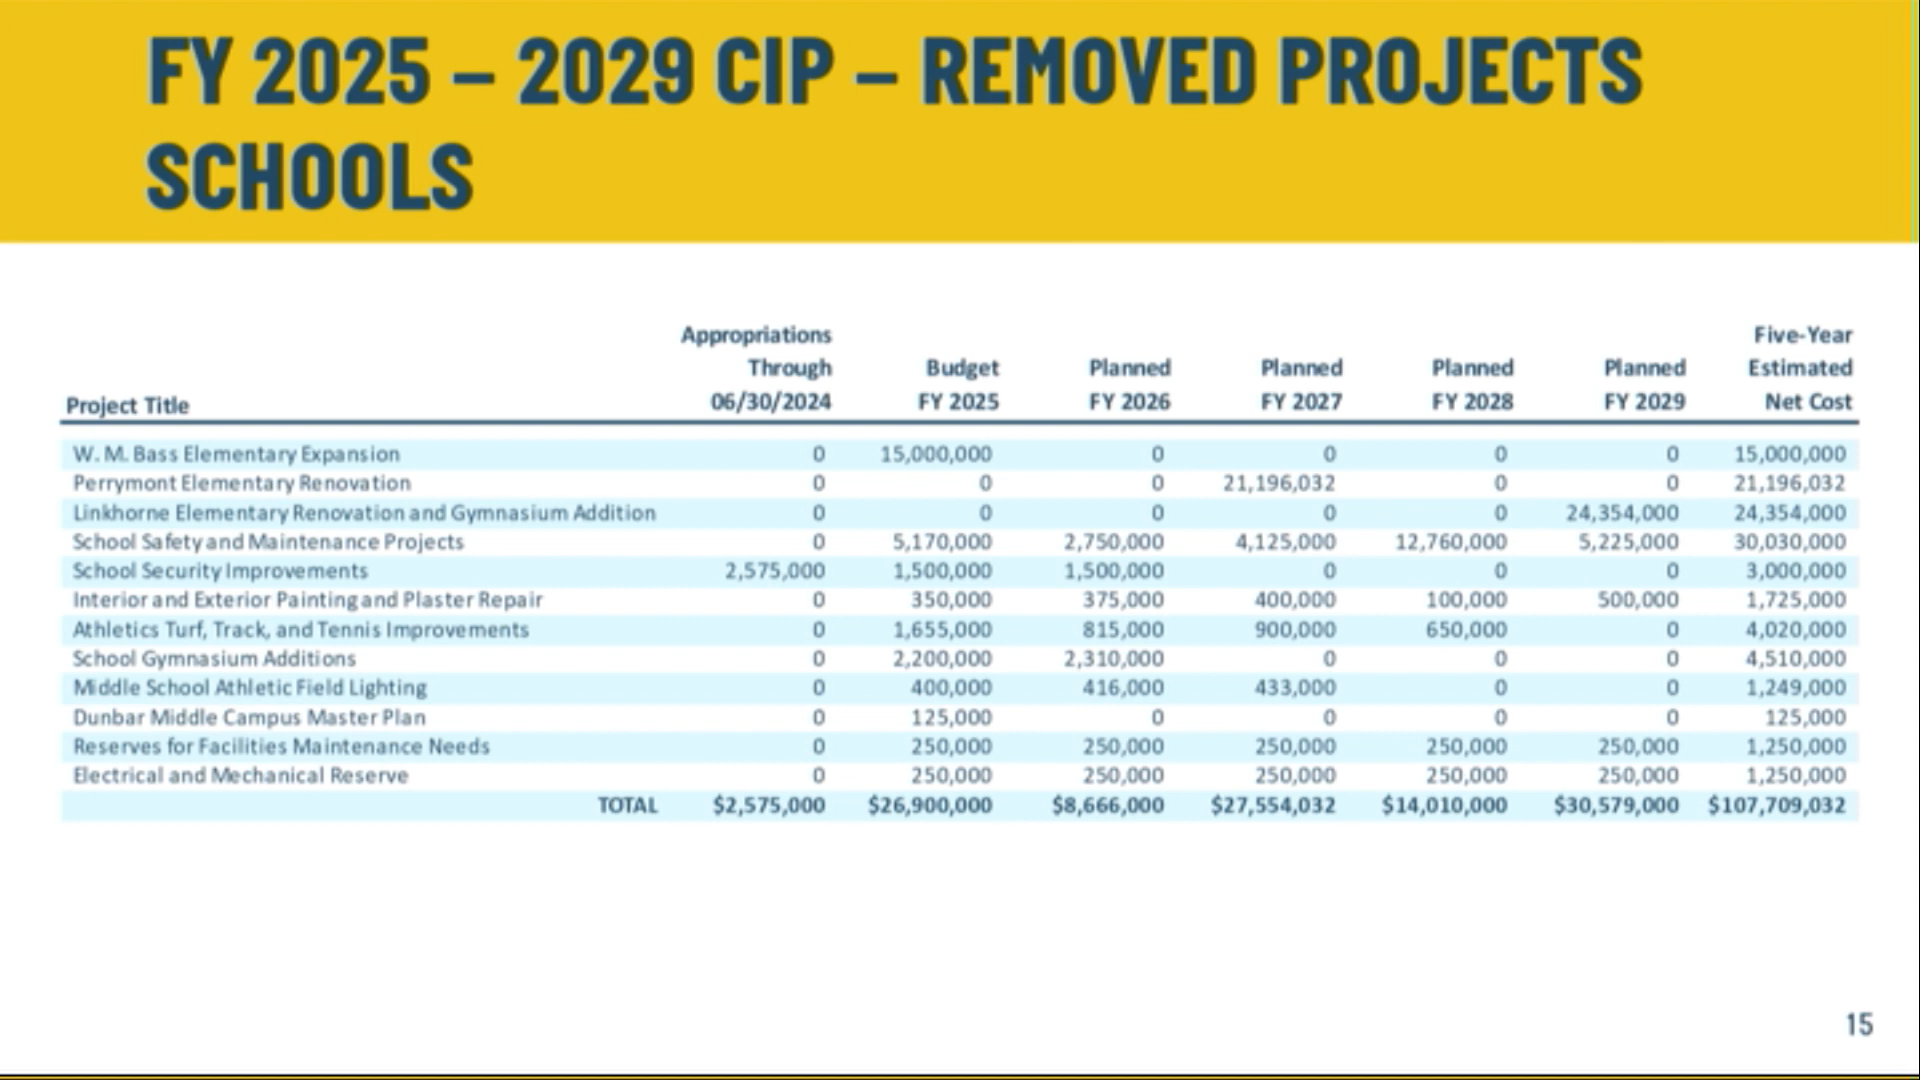 FY 2025 – 2029 CIP – REMOVED PROJECTS
SCHOOLS
Project Title Appropriations Through 06/30/2024 Budget FY 2025 Planned FY 2026 Planned FY 2027 Planned FY 2028 Planned FY 2029 Five-Year Estimated Net Cost
W. M. Bass Elementary Expansion 0 15,000,000 0 0 0 0 15,000,000
Perrymont Elementary Renovation 0 0 0 21,196,032 0 0 21,196,032
Linkhorne Elementary Renovation and Gymnasium Addition 0 0 0 0 0 24,354,000 24,354,000
School Safety and Maintenance Projects 0 5,170,000 2,750,000 4,125,000 12,760,000 5,225,000 30,030,000
School Security Improvements 2,575,000 1,500,000 1,500,000 0 0 0 3,000,000
Interior and Exterior Painting and Plaster Repair 0 350,000 375,000 400,000 100,000 500,000 1,725,000
Athletics Turf, Track, and Tennis Improvements 0 1,655,000 815,000 900,000 650,000 0 4,020,000
School Gymnasium Additions 0 2,200,000 2,310,000 0 0 0 4,510,000
Middle School Athletic Field Lighting 0 400,000 416,000 433,000 0 0 1,249,000
Dunbar Middle Campus Master Plan 0 125,000 0 0 0 0 125,000
Reserves for Facilities Maintenance Needs 0 250,000 250,000 250,000 250,000 250,000 1,250,000
Electrical and Mechanical Reserve 0 250,000 250,000 250,000 250,000 250,000 1,250,000
TOTAL $2,575,000 $26,900,000 $8,666,000 $27,554,032 $14,010,000 $30,579,000 $107,709,032
15